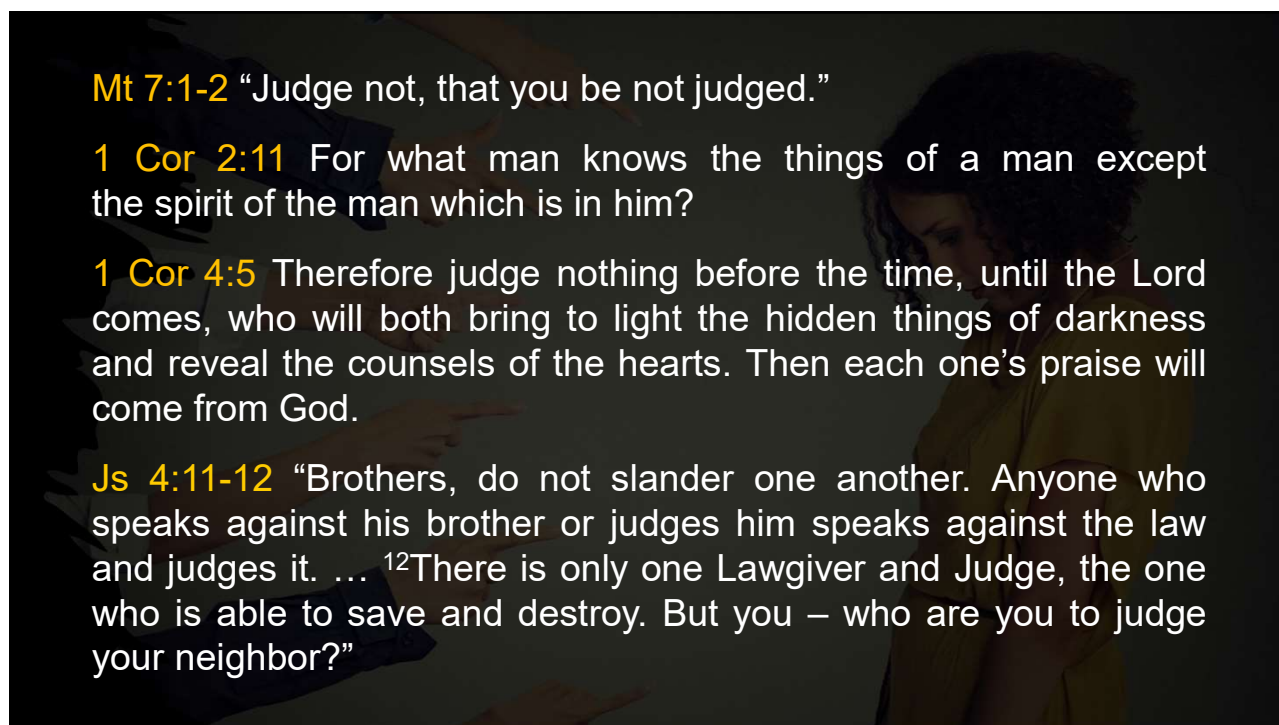 Mt 7:1-2 “Judge not, that you be not judged.”
1 Cor 2:11 For what man knows the things of a man except
the spirit of the man which is in him?
1 Cor 4:5 Therefore judge nothing before the time, until the Lord
comes, who will both bring to light the hidden things of darkness
and reveal the counsels of the hearts. Then each one’s praise will
come from God.
Js 4:11-12 “Brothers, do not slander one another. Anyone who
speaks against his brother or judges him speaks against the law
and judges it. … ¹²There is only one Lawgiver and Judge, the one
who is able to save and destroy. But you – who are you to judge
your neighbor?”